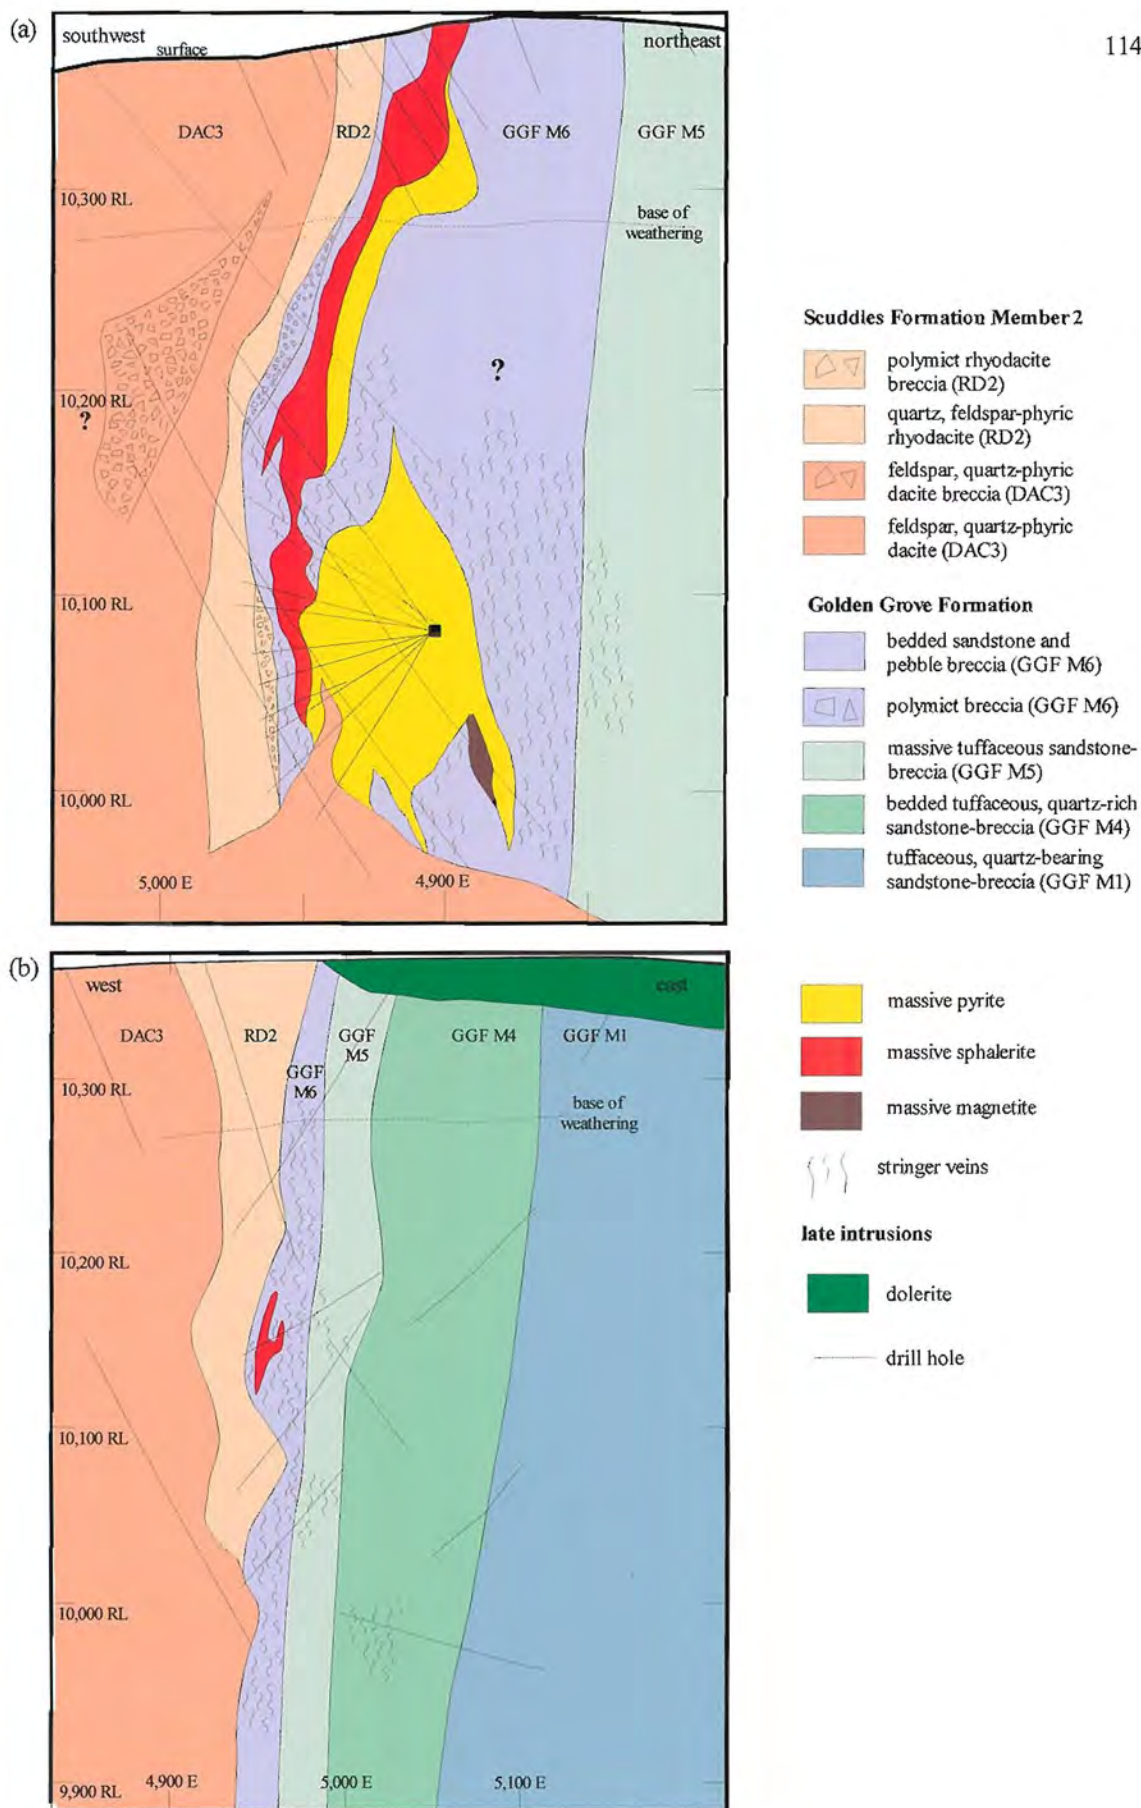 114
(a)
southwest
surface
northeast
DAC3
RD2
GGF M6
GGF M5
10,300 RL
base of
weathering
?
10,200 RL
?
10,100 RL
10,000 RL
5,000 E
4,900 E
Scuddles Formation Member 2
polymict rhyodacite
breccia (RD2)
quartz, feldspar-phyric
rhyodacite (RD2)
feldspar, quartz-phyric
dacite breccia (DAC3)
feldspar, quartz-phyric
dacite (DAC3)
Golden Grove Formation
bedded sandstone and
pebble breccia (GGF M6)
polymict breccia (GGF M6)
massive tuffaceous sandstone-
breccia (GGF M5)
bedded tuffaceous, quartz-rich
sandstone-breccia (GGF M4)
tuffaceous, quartz-bearing
sandstone-breccia (GGF M1)
(b)
west
east
DAC3
RD2
GGF
M6
GGF
M5
GGF M4
GGF M1
10,300 RL
base of
weathering
10,200 RL
10,100 RL
10,000 RL
9,900 RL
4,900 E
5,000 E
5,100 E
massive pyrite
massive sphalerite
massive magnetite
stringer veins
late intrusions
dolerite
drill hole